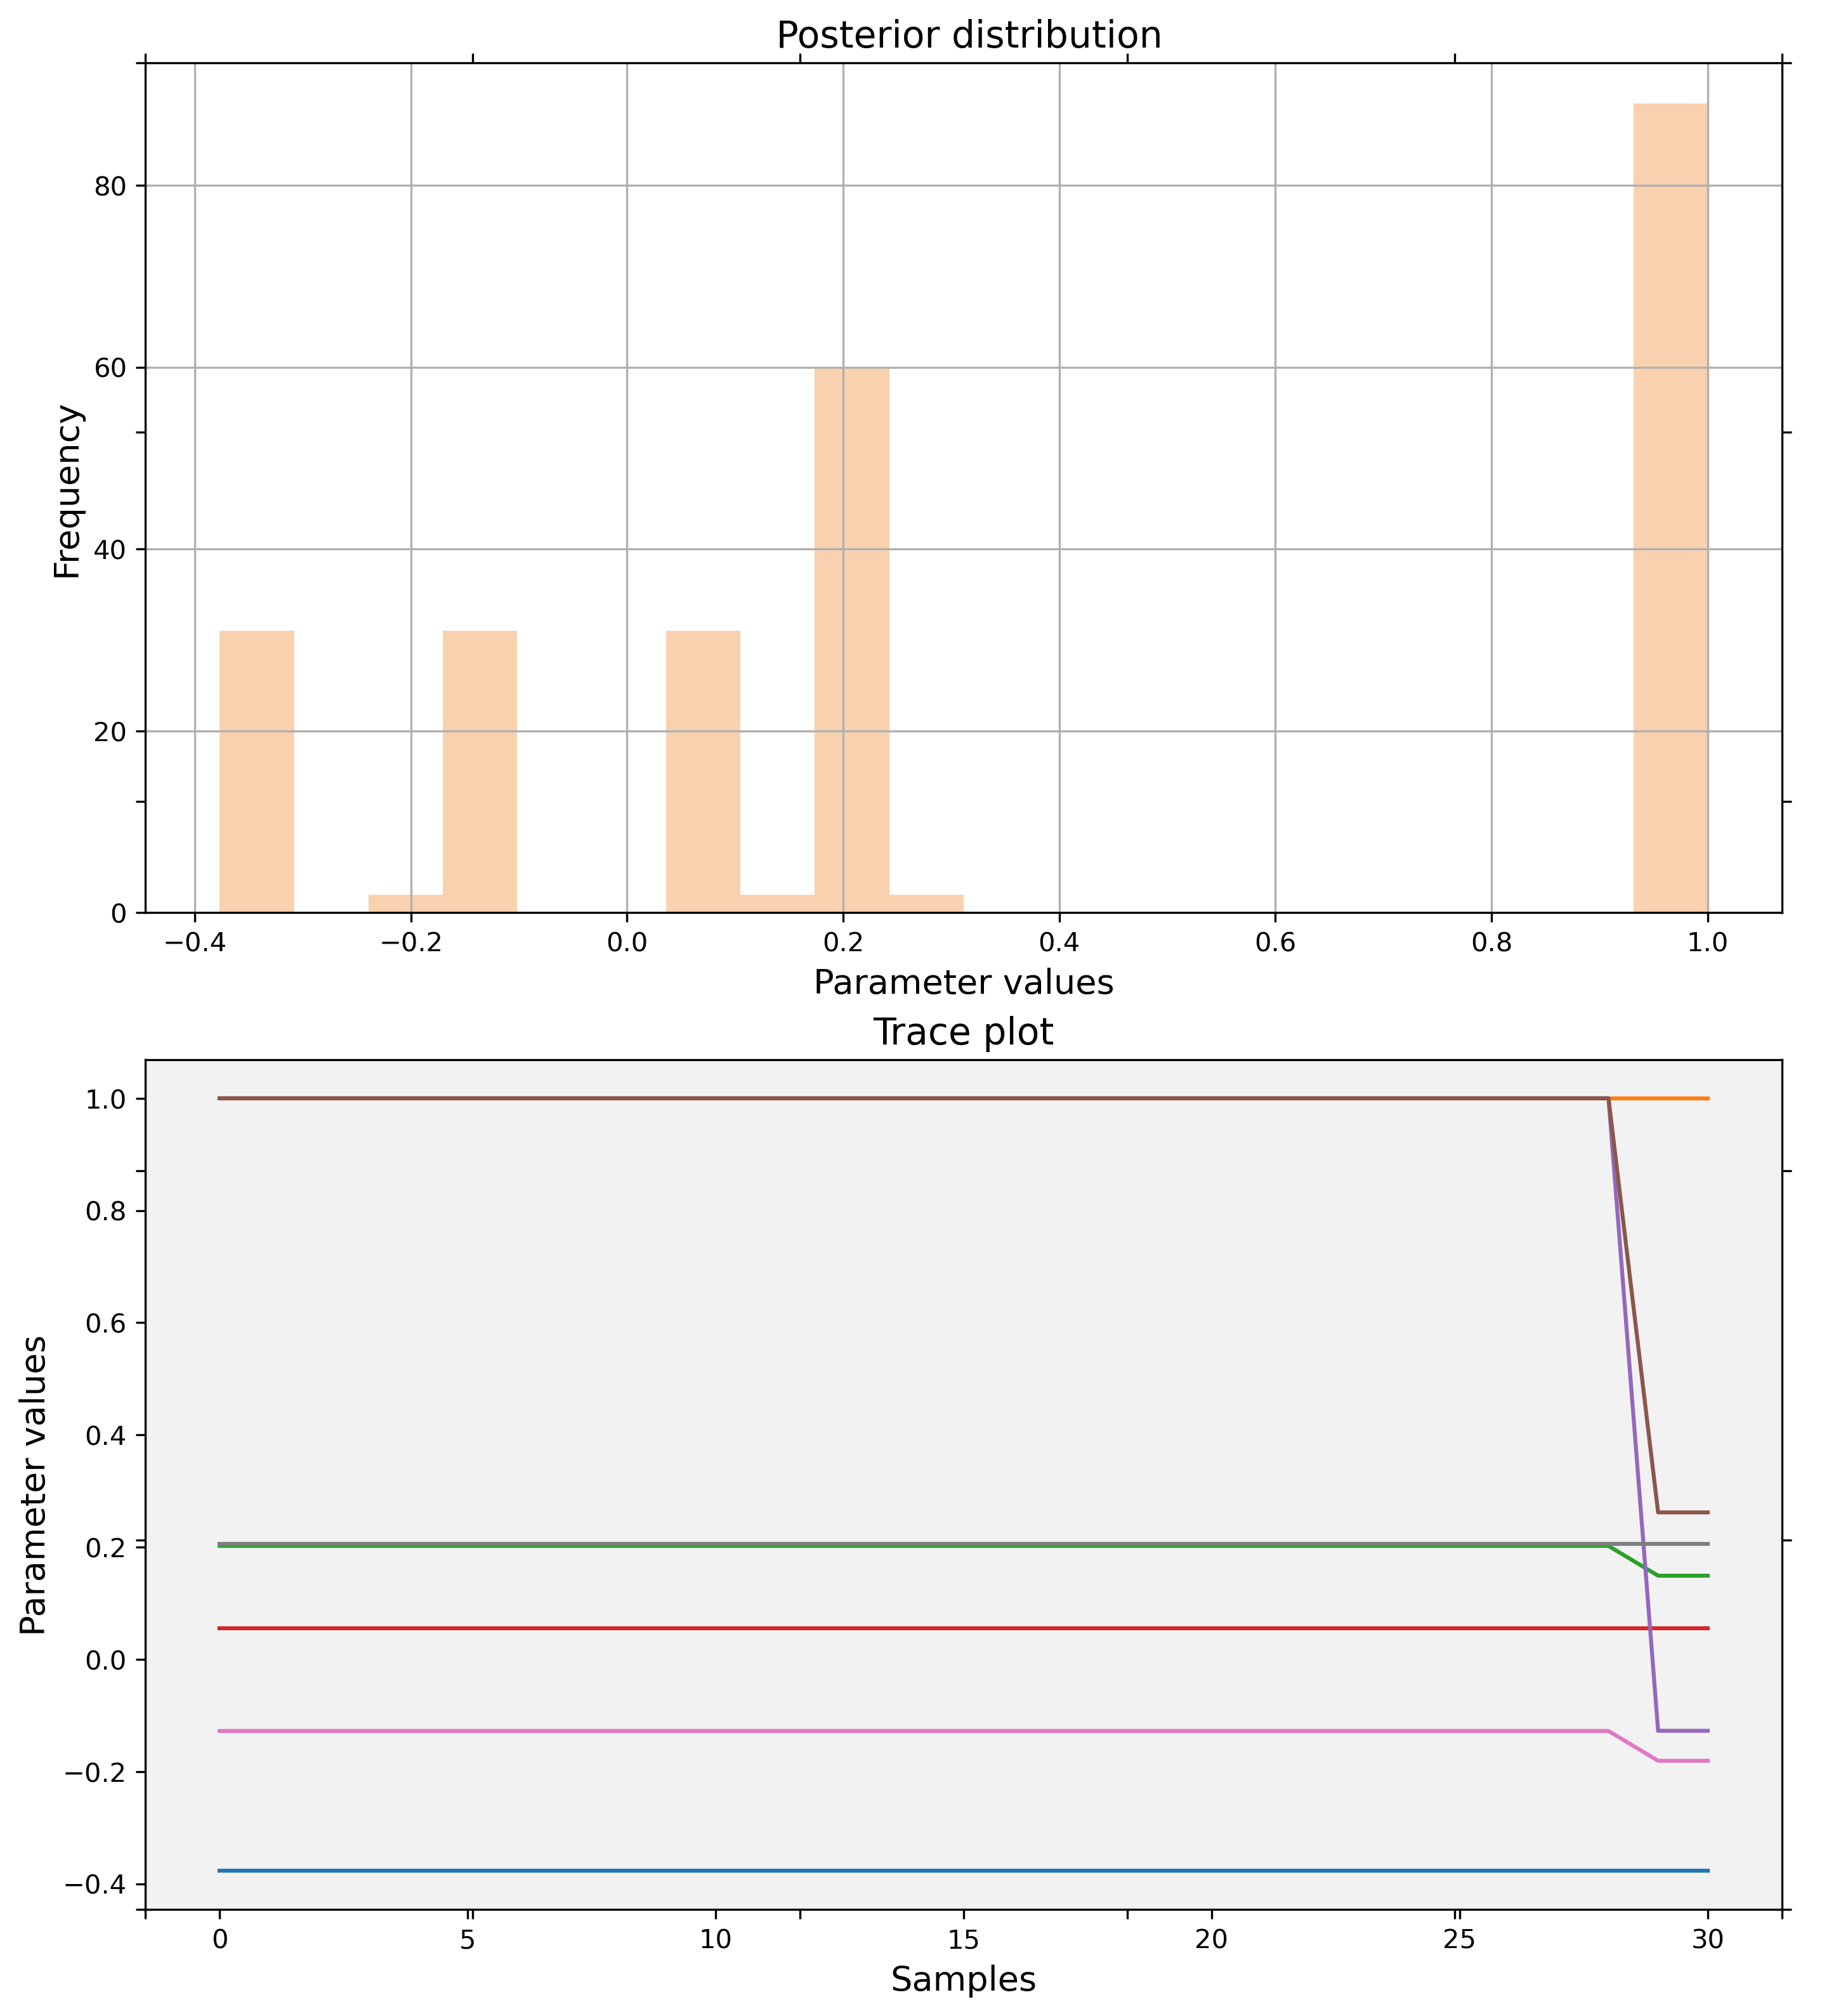 Posterior distribution
80
60
40
20
0
Frequency
−0.4 −0.2 0.0 0.2 0.4 0.6 0.8 1.0
Parameter values
Trace plot
1.0
0.8
0.6
0.4
0.2
0.0
−0.2
−0.4
Parameter values
0 5 10 15 20 25 30
Samples